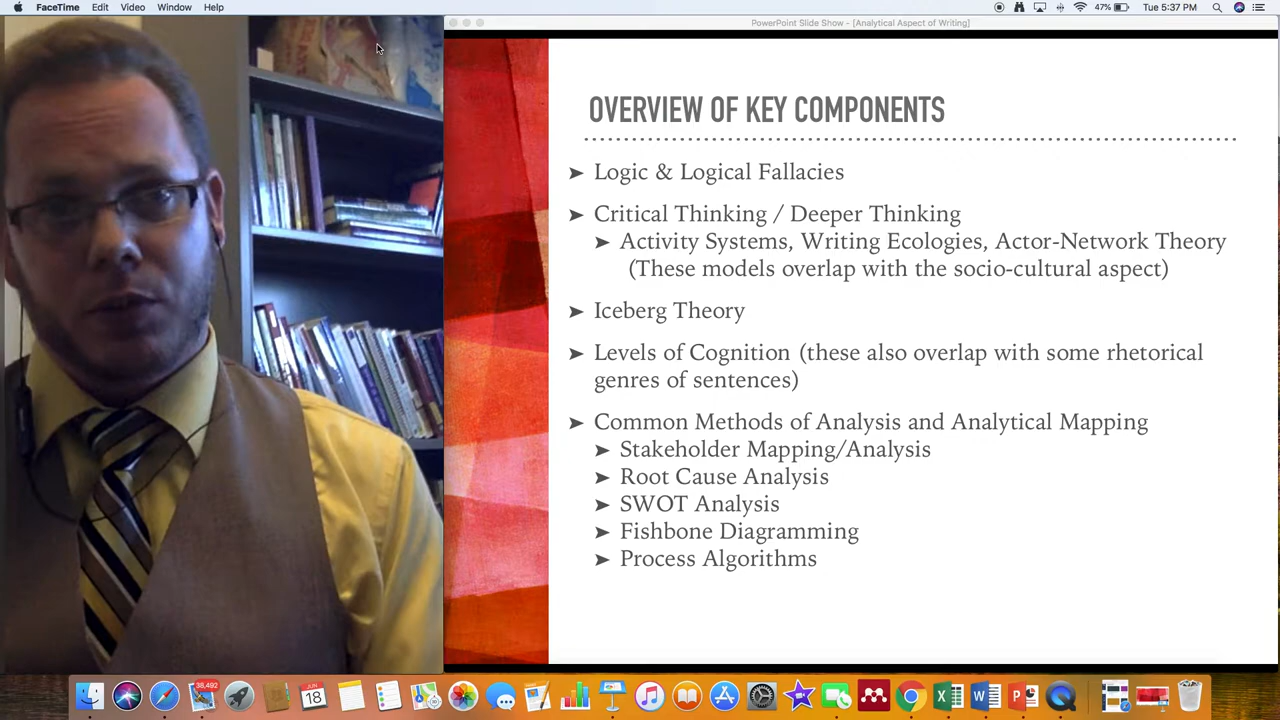 FaceTime Edit Video Window Help 47% Tue 5:37 PM
PowerPoint Slide Show - [Analytical Aspect of Writing]
OVERVIEW OF KEY COMPONENTS
➤ Logic & Logical Fallacies
➤ Critical Thinking / Deeper Thinking
➤ Activity Systems, Writing Ecologies, Actor-Network Theory
(These models overlap with the socio-cultural aspect)
➤ Iceberg Theory
➤ Levels of Cognition (these also overlap with some rhetorical
genres of sentences)
➤ Common Methods of Analysis and Analytical Mapping
➤ Stakeholder Mapping/Analysis
➤ Root Cause Analysis
➤ SWOT Analysis
➤ Fishbone Diagramming
➤ Process Algorithms
38,492
JUN
18